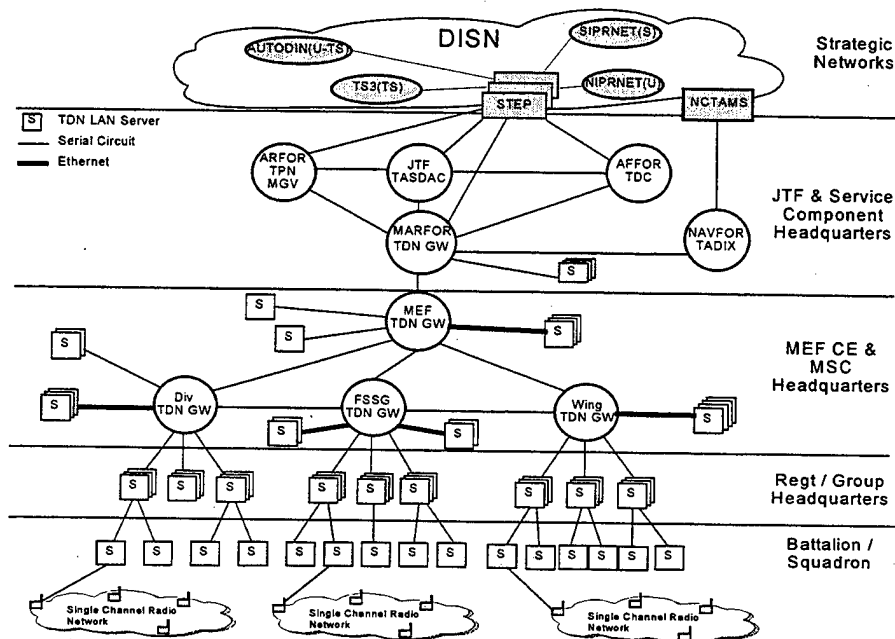 DISN
AUTODIN(U-TS)
SIPRNET(S)
TS3(TS)
NIPRNET(U)
STEP
NCTAMS
Strategic
Networks
S TDN LAN Server
Serial Circuit
Ethernet
ARFOR
TPN
MGV
JTF
TASDAC
AFFOR
TDC
MARFOR
TDN GW
NAVFOR
TADIX
S
JTF & Service
Component
Headquarters
S
S
MEF
TDN GW
S
S
MEF CE &
MSC
Headquarters
S
Div
TDN GW
S
FSSG
TDN GW
S
Wing
TDN GW
S
S S S S S S S S S
Regt / Group
Headquarters
S S S S S S S S S S S S S S S
Battalion /
Squadron
Single Channel Radio
Network
Single Channel Radio
Network
Single Channel Radio
Network